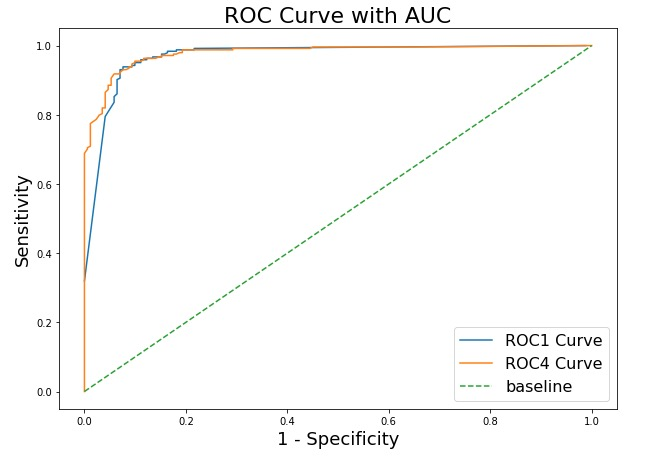 ROC Curve with AUC
Sensitivity
1.0
0.8
0.6
0.4
0.2
0.0
0.0 0.2 0.4 0.6 0.8 1.0
1 - Specificity
ROC1 Curve
ROC4 Curve
baseline